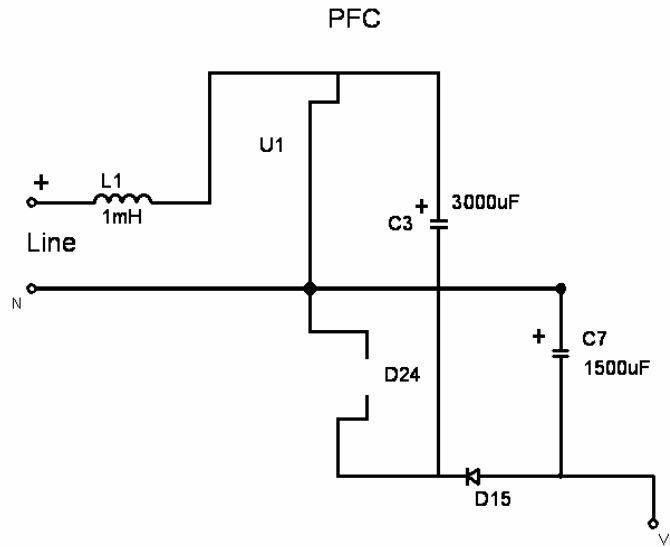 PFC
U1
+
L1
1mH
Line
N
+
C3
3000uF
+
C7
1500uF
D24
D15
V